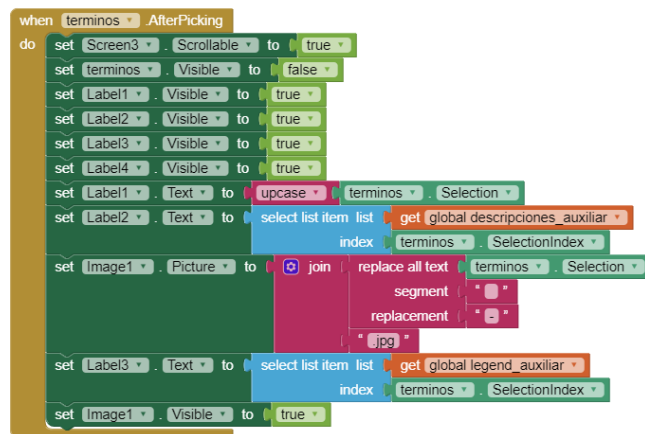 when terminos .AfterPicking
do set Screen3 . Scrollable to true
set terminos . Visible to false
set Label1 . Visible to true
set Label2 . Visible to true
set Label3 . Visible to true
set Label4 . Visible to true
set Label1 . Text to upcase terminos . Selection
set Label2 . Text to select list item list get global descripciones_auxiliar
index terminos . SelectionIndex
set Image1 . Picture to join replace all text terminos . Selection
segment " "
replacement "-"
".jpg"
set Label3 . Text to select list item list get global legend_auxiliar
index terminos . SelectionIndex
set Image1 . Visible to true